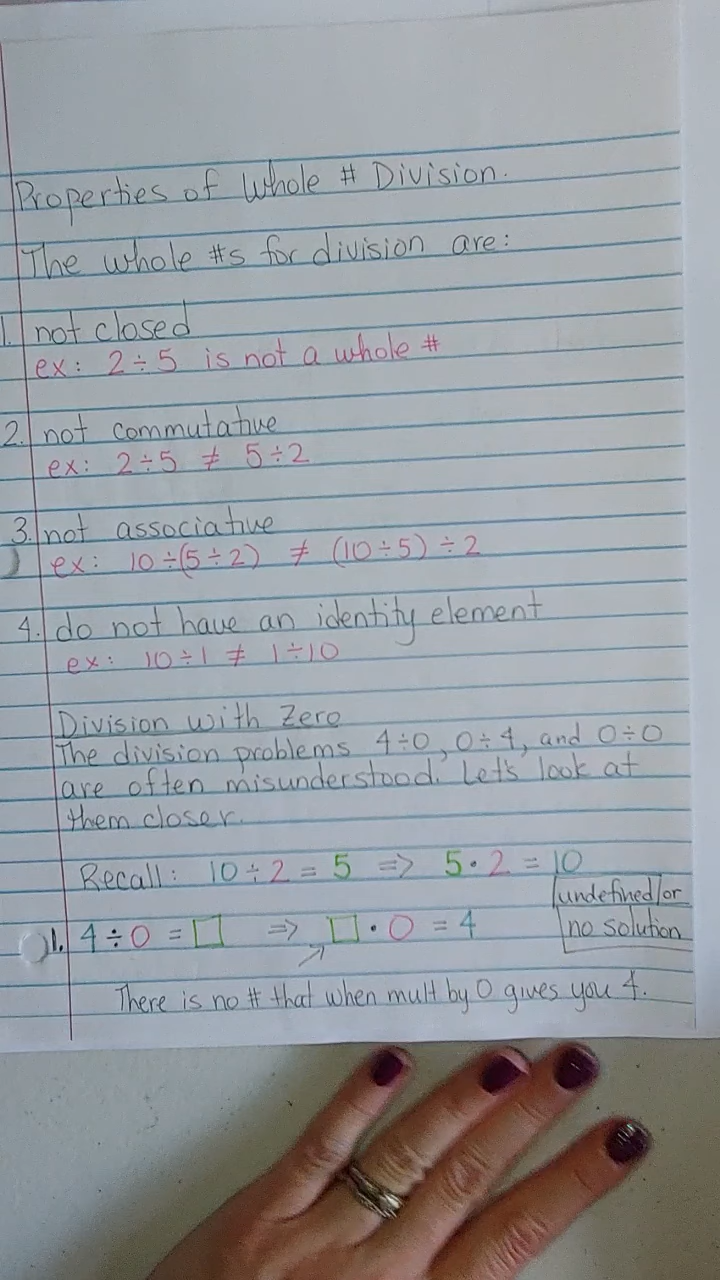 Properties of Whole # Division.
The whole #s for division are:
1. not closed
ex: 2÷5 is not a whole #
2. not commutative
ex: 2÷5 ≠ 5÷2
3. not associative
ex: 10÷(5÷2) ≠ (10÷5)÷2
4. do not have an identity element
ex: 10÷1 ≠ 1÷10
Division with Zero
The division problems 4÷0, 0÷4, and 0÷0
are often misunderstood. Let's look at
them closer.
Recall: 10÷2 = 5 => 5·2 = 10
undefined/or
no solution
1. 4÷0 = □ => □·0 = 4
There is no # that when mult by 0 gives you 4.